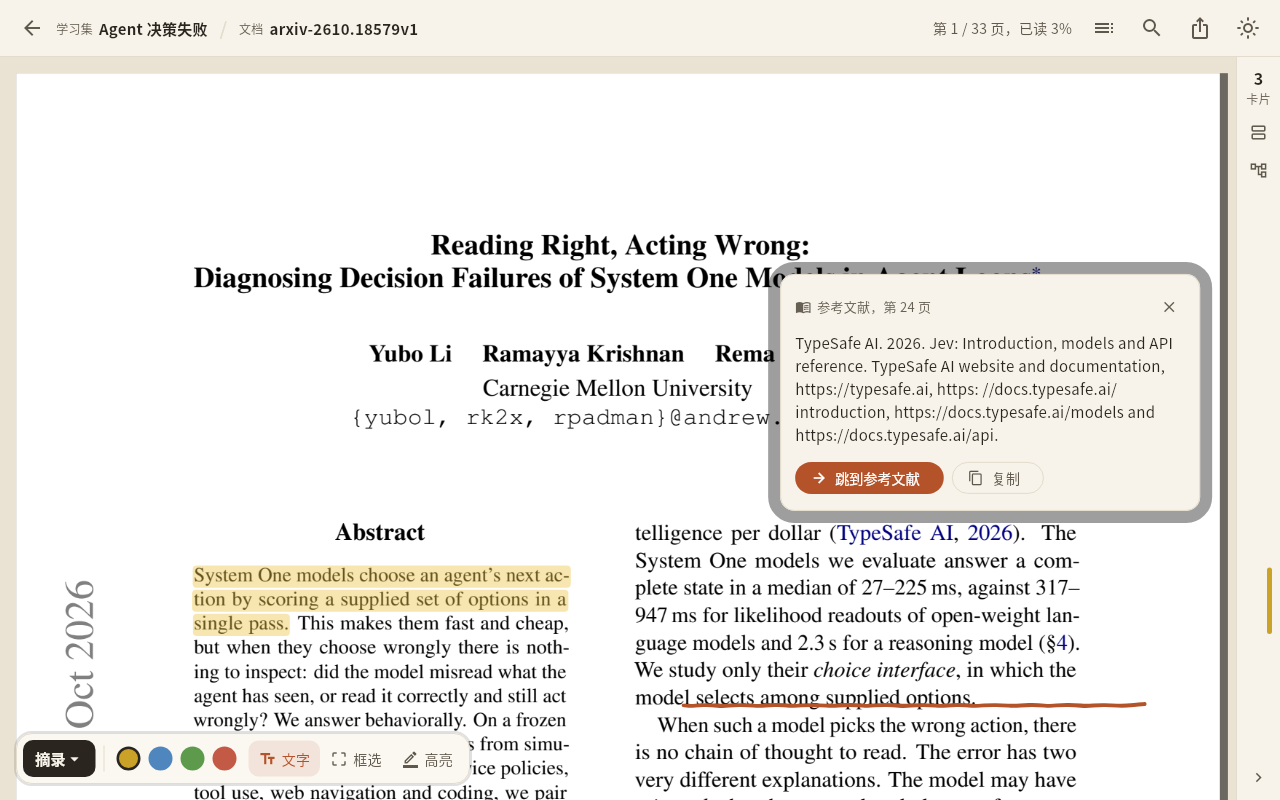 学习集 Agent 决策失败 / 文档 arxiv-2610.18579v1
第 1 / 33 页，已读 3%
3
卡片
Reading Right, Acting Wrong:
Diagnosing Decision Failures of System One Models in Agent Loops*
Yubo Li Ramayya Krishnan Rema
Carnegie Mellon University
{yubol, rk2x, rpadman}@andrew.
参考文献，第 24 页
TypeSafe AI. 2026. Jev: Introduction, models and API
reference. TypeSafe AI website and documentation,
https://typesafe.ai, https: //docs.typesafe.ai/
introduction, https://docs.typesafe.ai/models and
https://docs.typesafe.ai/api.
跳到参考文献
复制
Oct 2026
Abstract
System One models choose an agent's next ac-
tion by scoring a supplied set of options in a
single pass. This makes them fast and cheap,
but when they choose wrongly there is noth-
ing to inspect: did the model misread what the
agent has seen, or read it correctly and still act
wrongly? We answer behaviorally. On a frozen
s from simu-
ice policies,
tool use, web navigation and coding, we pair
telligence per dollar (TypeSafe AI, 2026). The
System One models we evaluate answer a com-
plete state in a median of 27–225 ms, against 317–
947 ms for likelihood readouts of open-weight lan-
guage models and 2.3 s for a reasoning model (§4).
We study only their choice interface, in which the
model selects among supplied options.
When such a model picks the wrong action, there
is no chain of thought to read. The error has two
very different explanations. The model may have
摘录
文字
框选
高亮